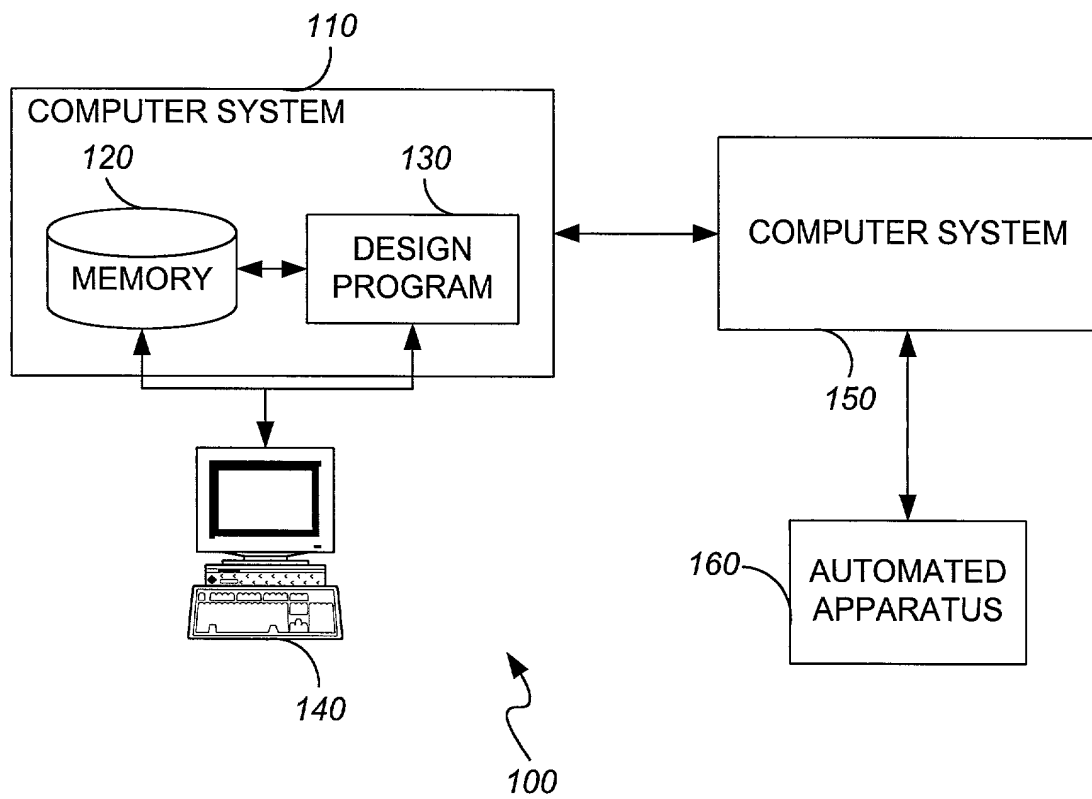 110
COMPUTER SYSTEM
120
130
MEMORY
DESIGN
PROGRAM
COMPUTER SYSTEM
150
140
160
AUTOMATED
APPARATUS
100